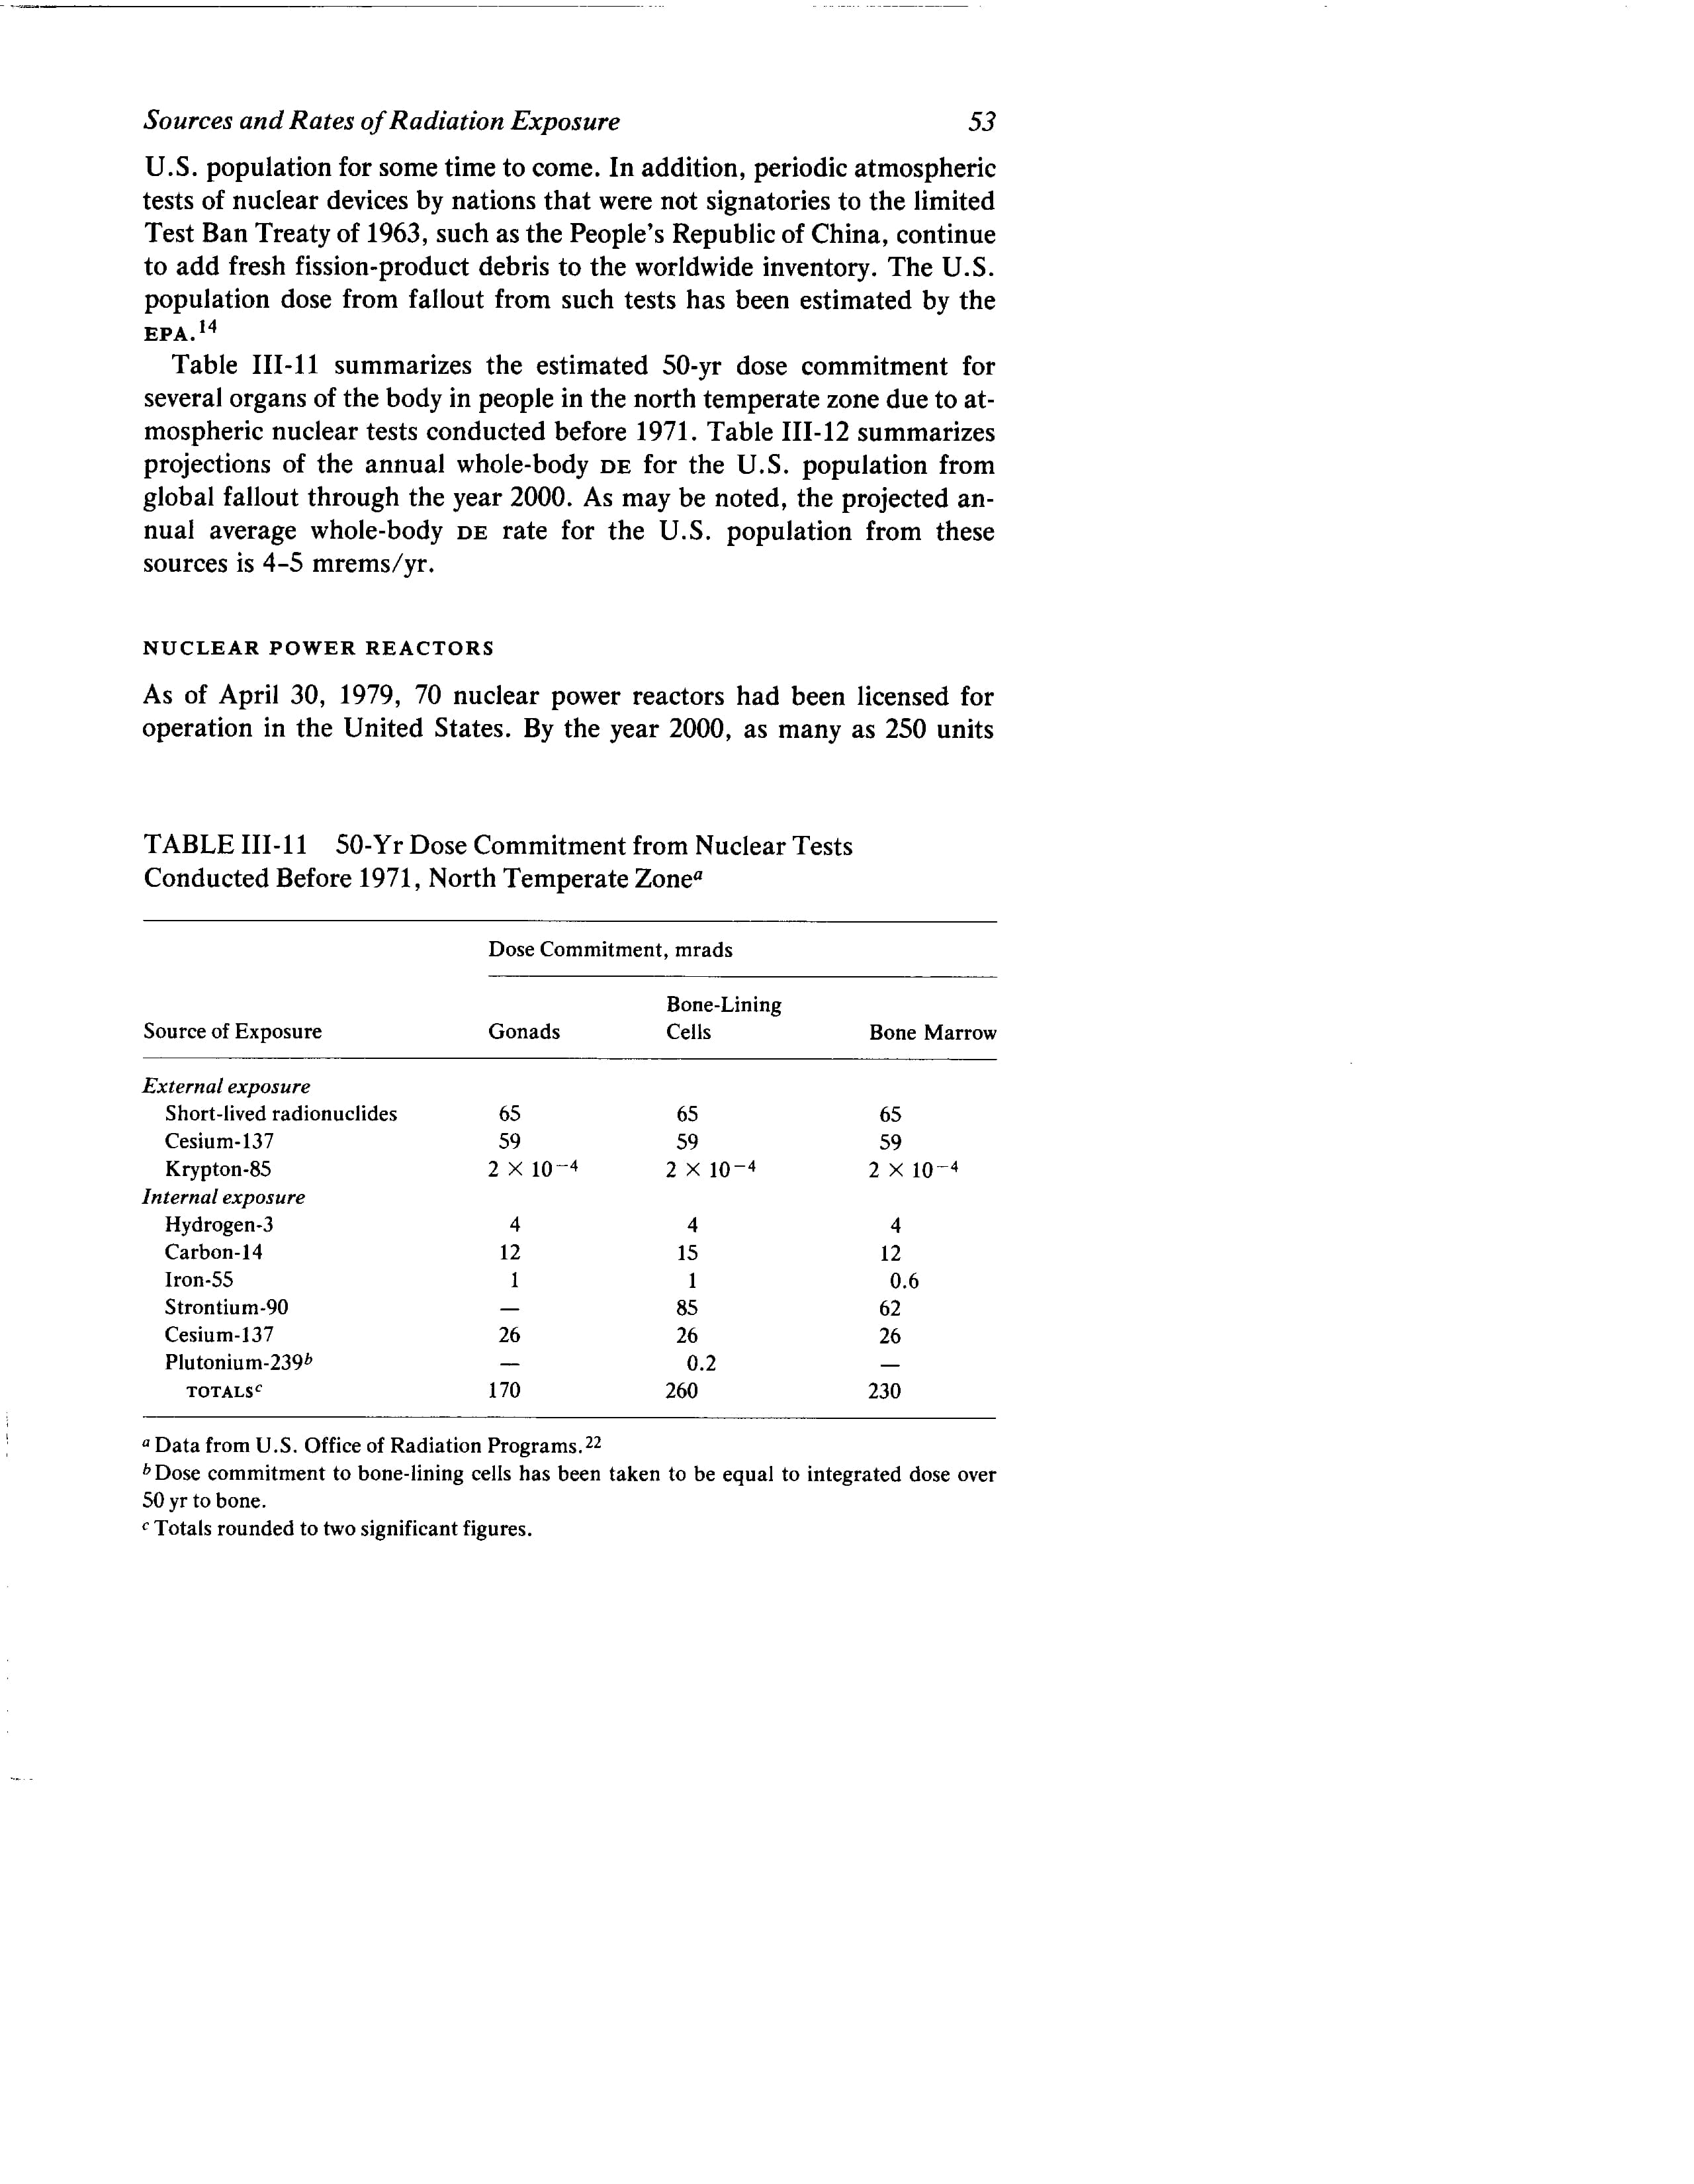 Sources and Rates of Radiation Exposure 53
U.S. population for some time to come. In addition, periodic atmospheric
tests of nuclear devices by nations that were not signatories to the limited
Test Ban Treaty of 1963, such as the People's Republic of China, continue
to add fresh fission-product debris to the worldwide inventory. The U.S.
population dose from fallout from such tests has been estimated by the
EPA.14
Table III-11 summarizes the estimated 50-yr dose commitment for
several organs of the body in people in the north temperate zone due to at-
mospheric nuclear tests conducted before 1971. Table III-12 summarizes
projections of the annual whole-body DE for the U.S. population from
global fallout through the year 2000. As may be noted, the projected an-
nual average whole-body DE rate for the U.S. population from these
sources is 4–5 mrems/yr.
NUCLEAR POWER REACTORS
As of April 30, 1979, 70 nuclear power reactors had been licensed for
operation in the United States. By the year 2000, as many as 250 units
TABLE III-11 50-Yr Dose Commitment from Nuclear Tests
Conducted Before 1971, North Temperate Zonea
Dose Commitment, mrads
Bone-Lining
Source of Exposure Gonads Cells Bone Marrow
External exposure
Short-lived radionuclides 65 65 65
Cesium-137 59 59 59
Krypton-85 2 × 10−4 2 × 10−4 2 × 10−4
Internal exposure
Hydrogen-3 4 4 4
Carbon-14 12 15 12
Iron-55 1 1 0.6
Strontium-90 — 85 62
Cesium-137 26 26 26
Plutonium-239b — 0.2 —
TOTALSc 170 260 230
a Data from U.S. Office of Radiation Programs.22
b Dose commitment to bone-lining cells has been taken to be equal to integrated dose over
50 yr to bone.
c Totals rounded to two significant figures.